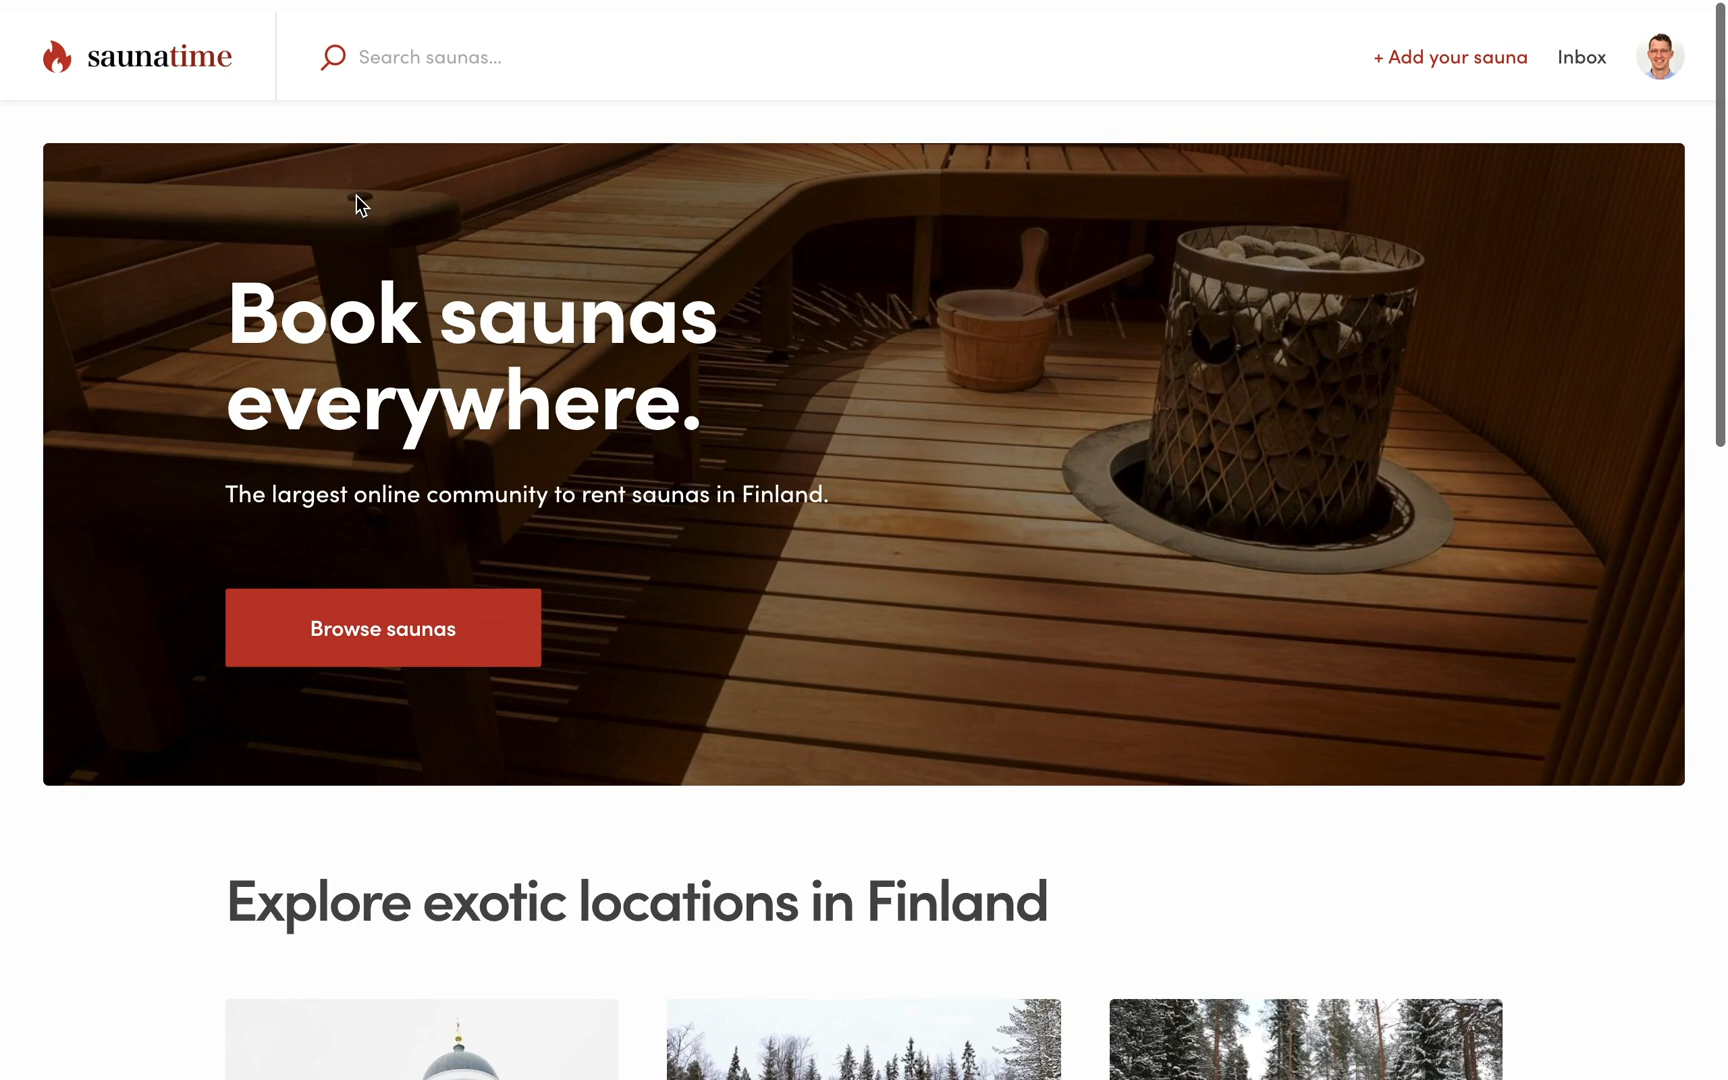 saunatime
Search saunas...
+ Add your sauna
Inbox
Book saunas
everywhere.
The largest online community to rent saunas in Finland.
Browse saunas
Explore exotic locations in Finland